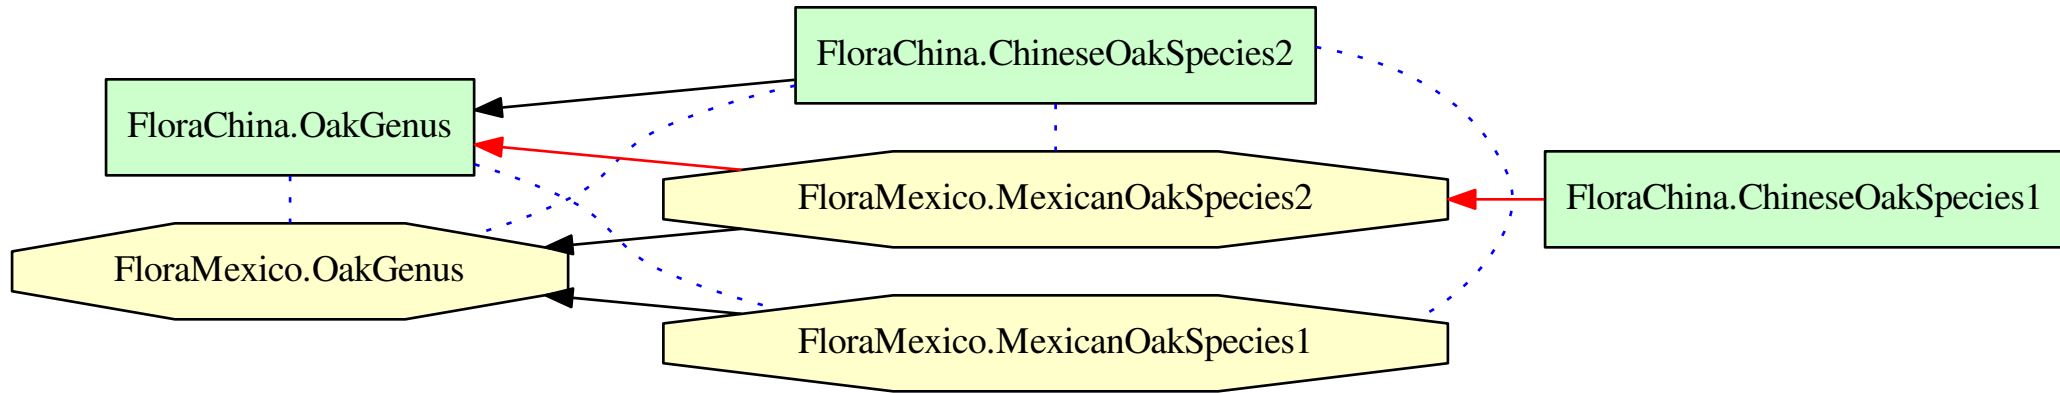 FloraChina.ChineseOakSpecies2
FloraChina.OakGenus
FloraMexico.MexicanOakSpecies2
FloraChina.ChineseOakSpecies1
FloraMexico.OakGenus
FloraMexico.MexicanOakSpecies1